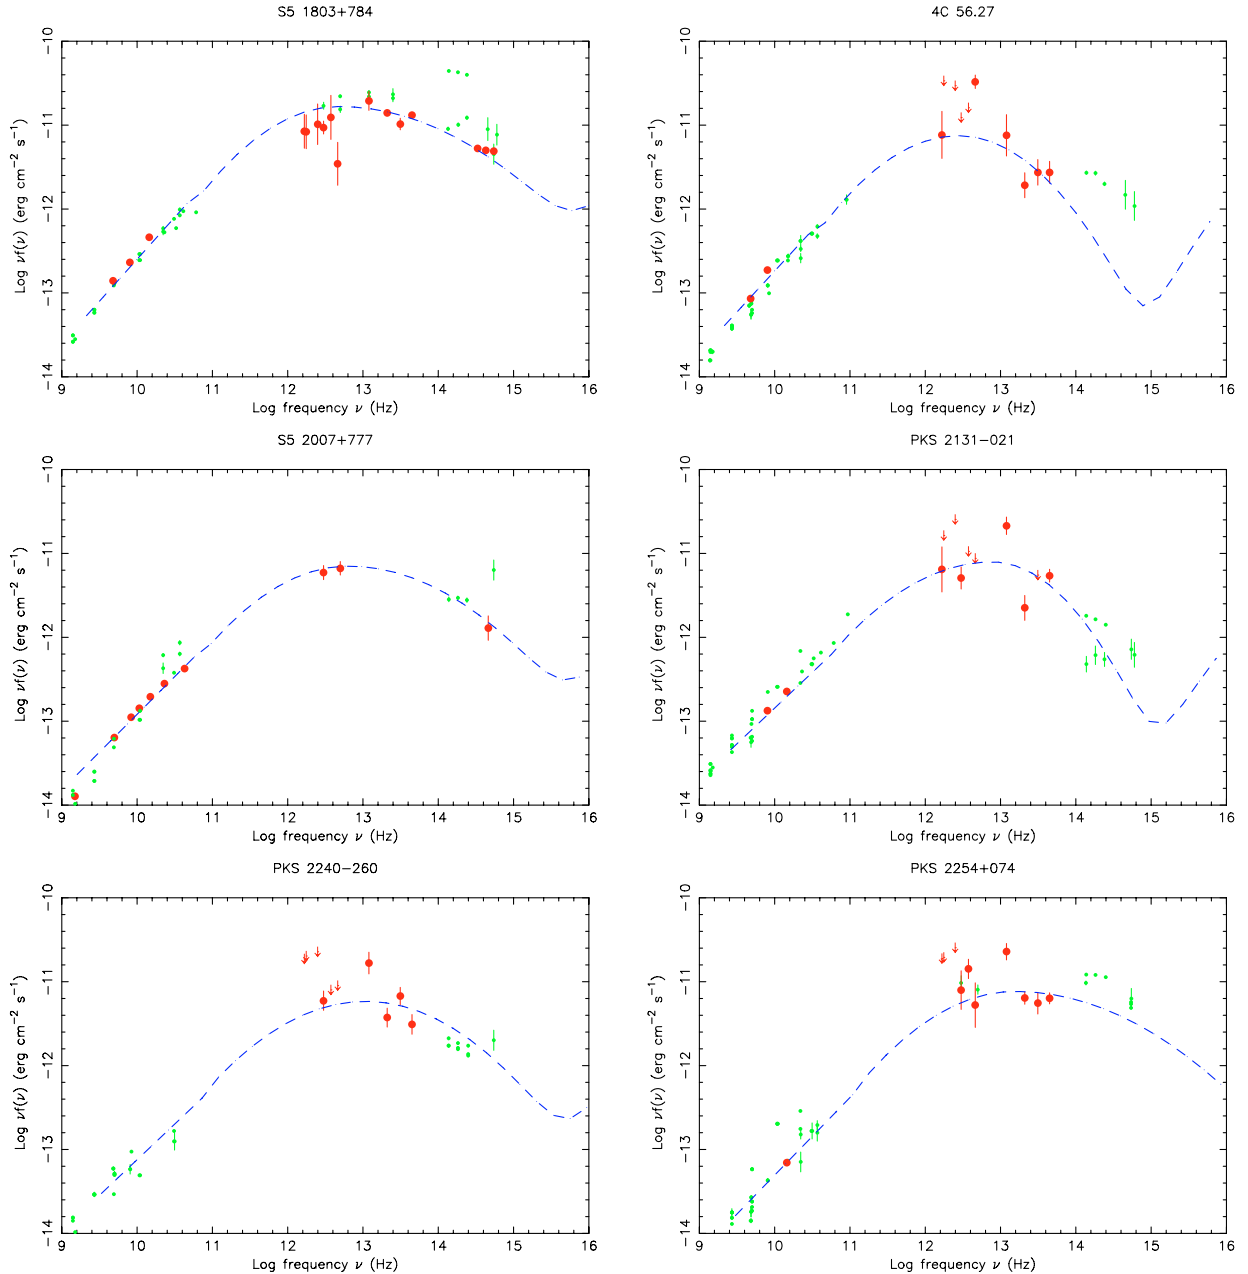 S5 1803+784
4C 56.27
Log νf(ν) (erg cm−2 s−1)
−10
−11
−12
−13
−14
9 10 11 12 13 14 15 16
Log frequency ν (Hz)
Log νf(ν) (erg cm−2 s−1)
−10
−11
−12
−13
−14
9 10 11 12 13 14 15 16
Log frequency ν (Hz)
S5 2007+777
PKS 2131−021
Log νf(ν) (erg cm−2 s−1)
−10
−11
−12
−13
−14
9 10 11 12 13 14 15 16
Log frequency ν (Hz)
Log νf(ν) (erg cm−2 s−1)
−10
−11
−12
−13
−14
9 10 11 12 13 14 15 16
Log frequency ν (Hz)
PKS 2240−260
PKS 2254+074
Log νf(ν) (erg cm−2 s−1)
−10
−11
−12
−13
−14
9 10 11 12 13 14 15 16
Log frequency ν (Hz)
Log νf(ν) (erg cm−2 s−1)
−10
−11
−12
−13
−14
9 10 11 12 13 14 15 16
Log frequency ν (Hz)